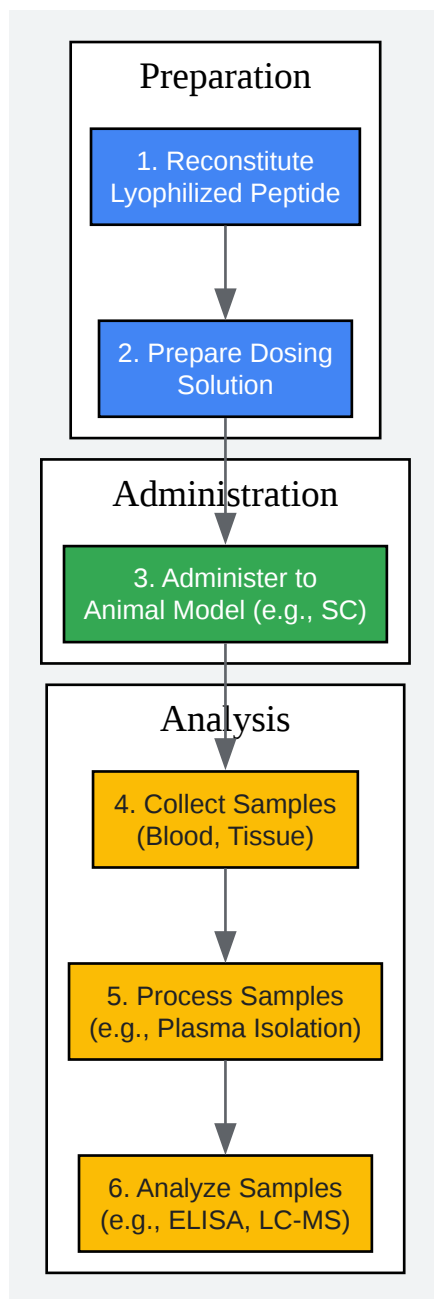 Preparation
1. Reconstitute
Lyophilized Peptide
2. Prepare Dosing
Solution
Administration
3. Administer to
Animal Model (e.g., SC)
Analysis
4. Collect Samples
(Blood, Tissue)
5. Process Samples
(e.g., Plasma Isolation)
6. Analyze Samples
(e.g., ELISA, LC-MS)